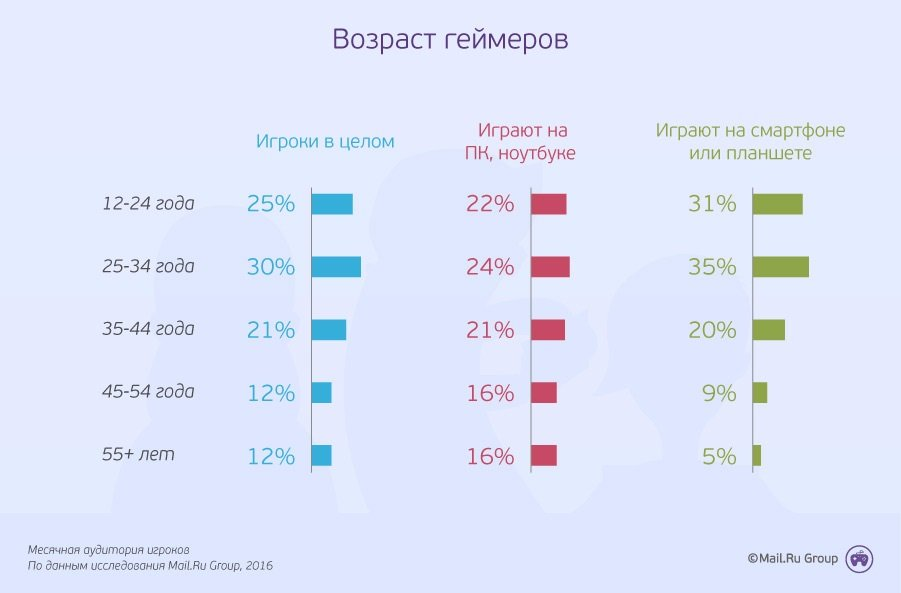 Возраст геймеров
Игроки в целом
Играют на
ПК, ноутбуке
Играют на смартфоне
или планшете
12-24 года 25% 22% 31%
25-34 года 30% 24% 35%
35-44 года 21% 21% 20%
45-54 года 12% 16% 9%
55+ лет 12% 16% 5%
Месячная аудитория игроков
По данным исследования Mail.Ru Group, 2016
©Mail.Ru Group